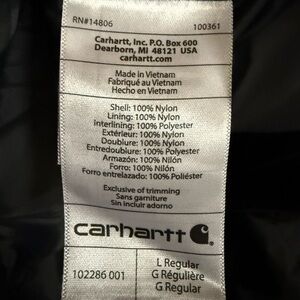 RN#14806 100361
Carhartt, Inc. P.O. Box 600
Dearborn, MI 48121 USA
carhartt.com
Made in Vietnam
Fabriqué au Vietnam
Hecho en Vietnam
Shell: 100% Nylon
Lining: 100% Nylon
Interlining: 100% Polyester
Extérieur: 100% Nylon
Doublure: 100% Nylon
Entredoublure: 100% Polyester
Armazón: 100% Nilón
Forro: 100% Nilón
Forro entrelazado: 100% Poliéster
Exclusive of trimming
Sans garniture
Sin incluir adorno
carhartt
102286 001
L Regular
G Régulière
G Regular